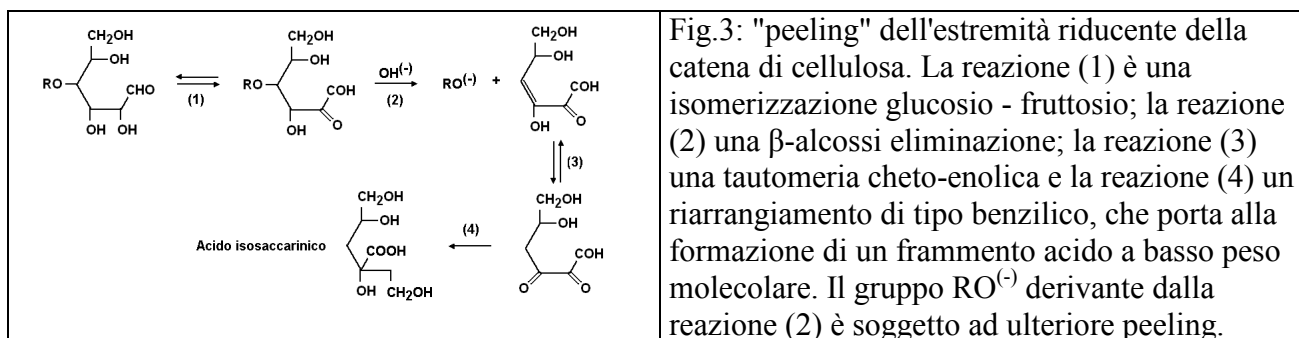 CH₂OH
OH
RO
CHO
OH
OH
(1)
CH₂OH
OH
RO
COH
O
OH
OH(-)
(2)
RO(-)
+
CH₂OH
OH
COH
O
OH
(3)
CH₂OH
OH
COH
O
O
(4)
Acido isosaccarinico
CH₂OH
OH
COOH
OH
CH₂OH
Fig.3: "peeling" dell'estremità riducente della
catena di cellulosa. La reazione (1) è una
isomerizzazione glucosio - fruttosio; la reazione
(2) una β-alcossi eliminazione; la reazione (3)
una tautomeria cheto-enolica e la reazione (4) un
riarrangiamento di tipo benzilico, che porta alla
formazione di un frammento acido a basso peso
molecolare. Il gruppo RO(-) derivante dalla
reazione (2) è soggetto ad ulteriore peeling.